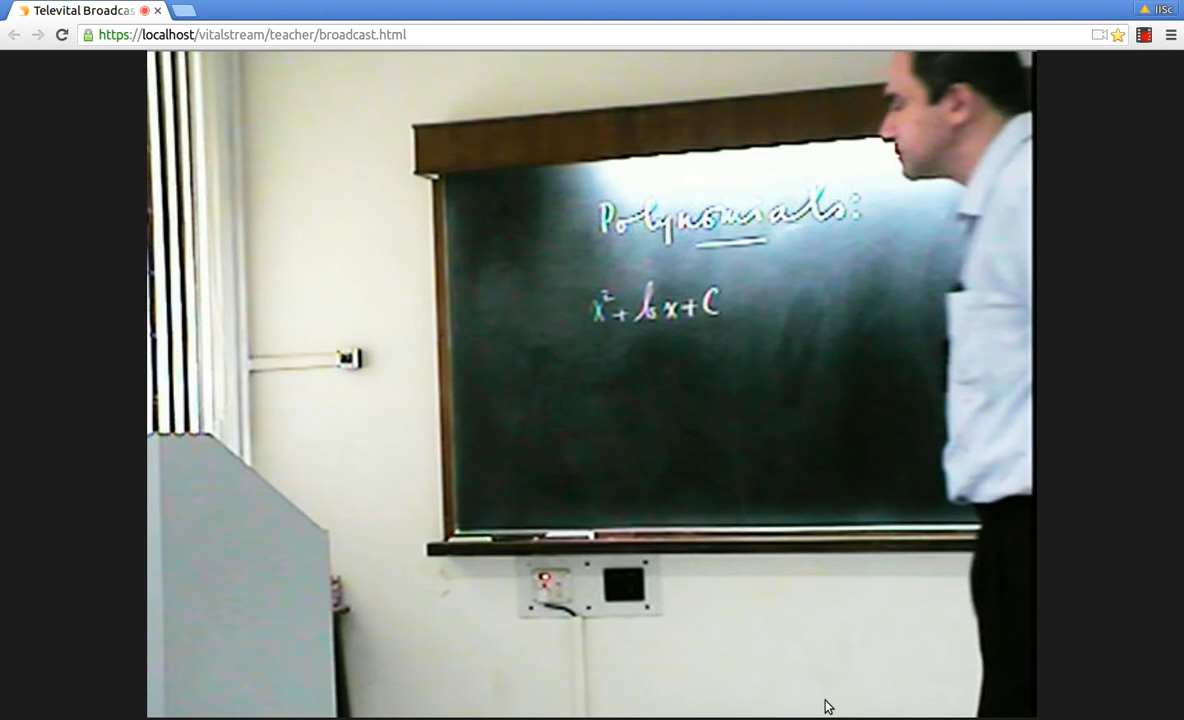 Televital Broadcas
IISc
https://localhost/vitalstream/teacher/broadcast.html
Polynomials:
x² + bx + C